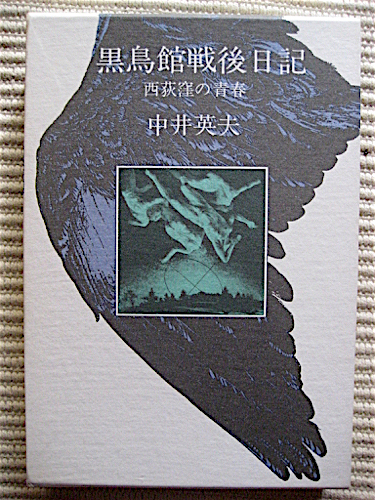 黒鳥館戦後日記
西荻窪の青春
中井英夫